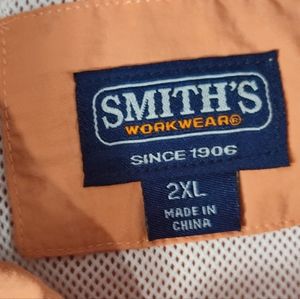 SMITH'S
WORKWEAR®
SINCE 1906
2XL
MADE IN
CHINA